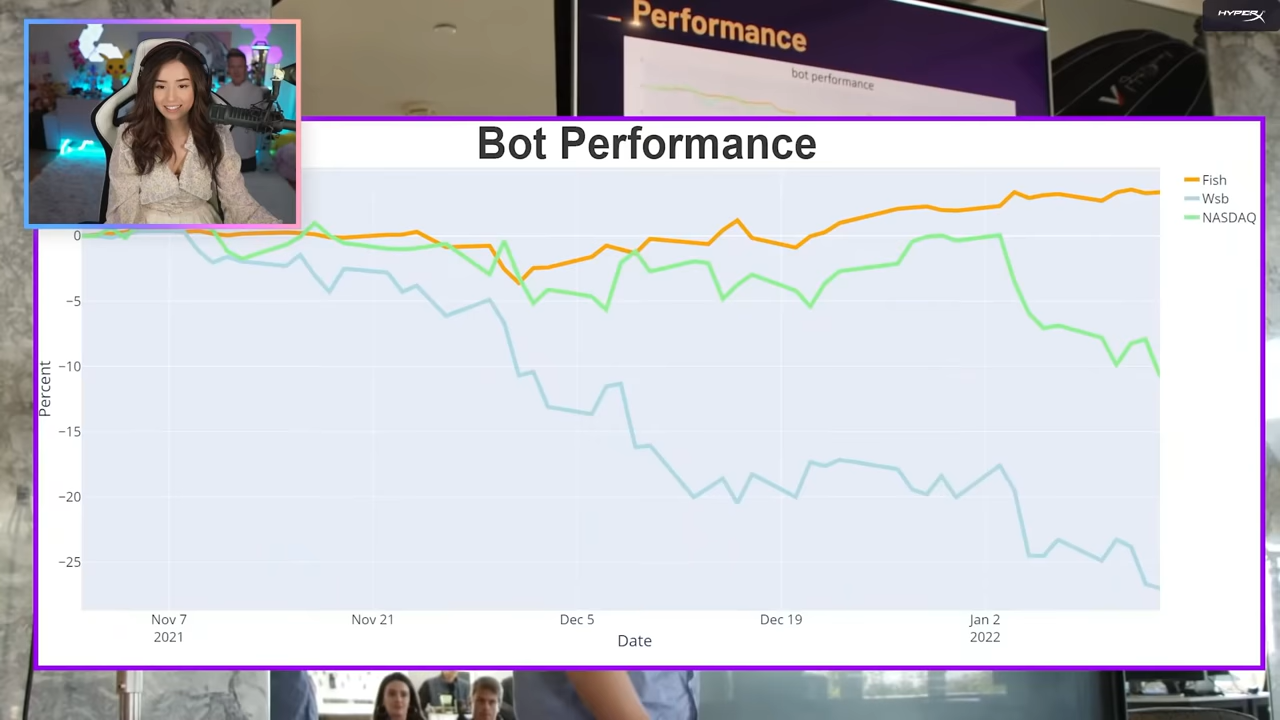 HYPERX
Performance
bot performance
Bot Performance
Fish
Wsb
NASDAQ
0
−5
−10
−15
−20
−25
Percent
Nov 7
2021
Nov 21
Dec 5
Dec 19
Jan 2
2022
Date